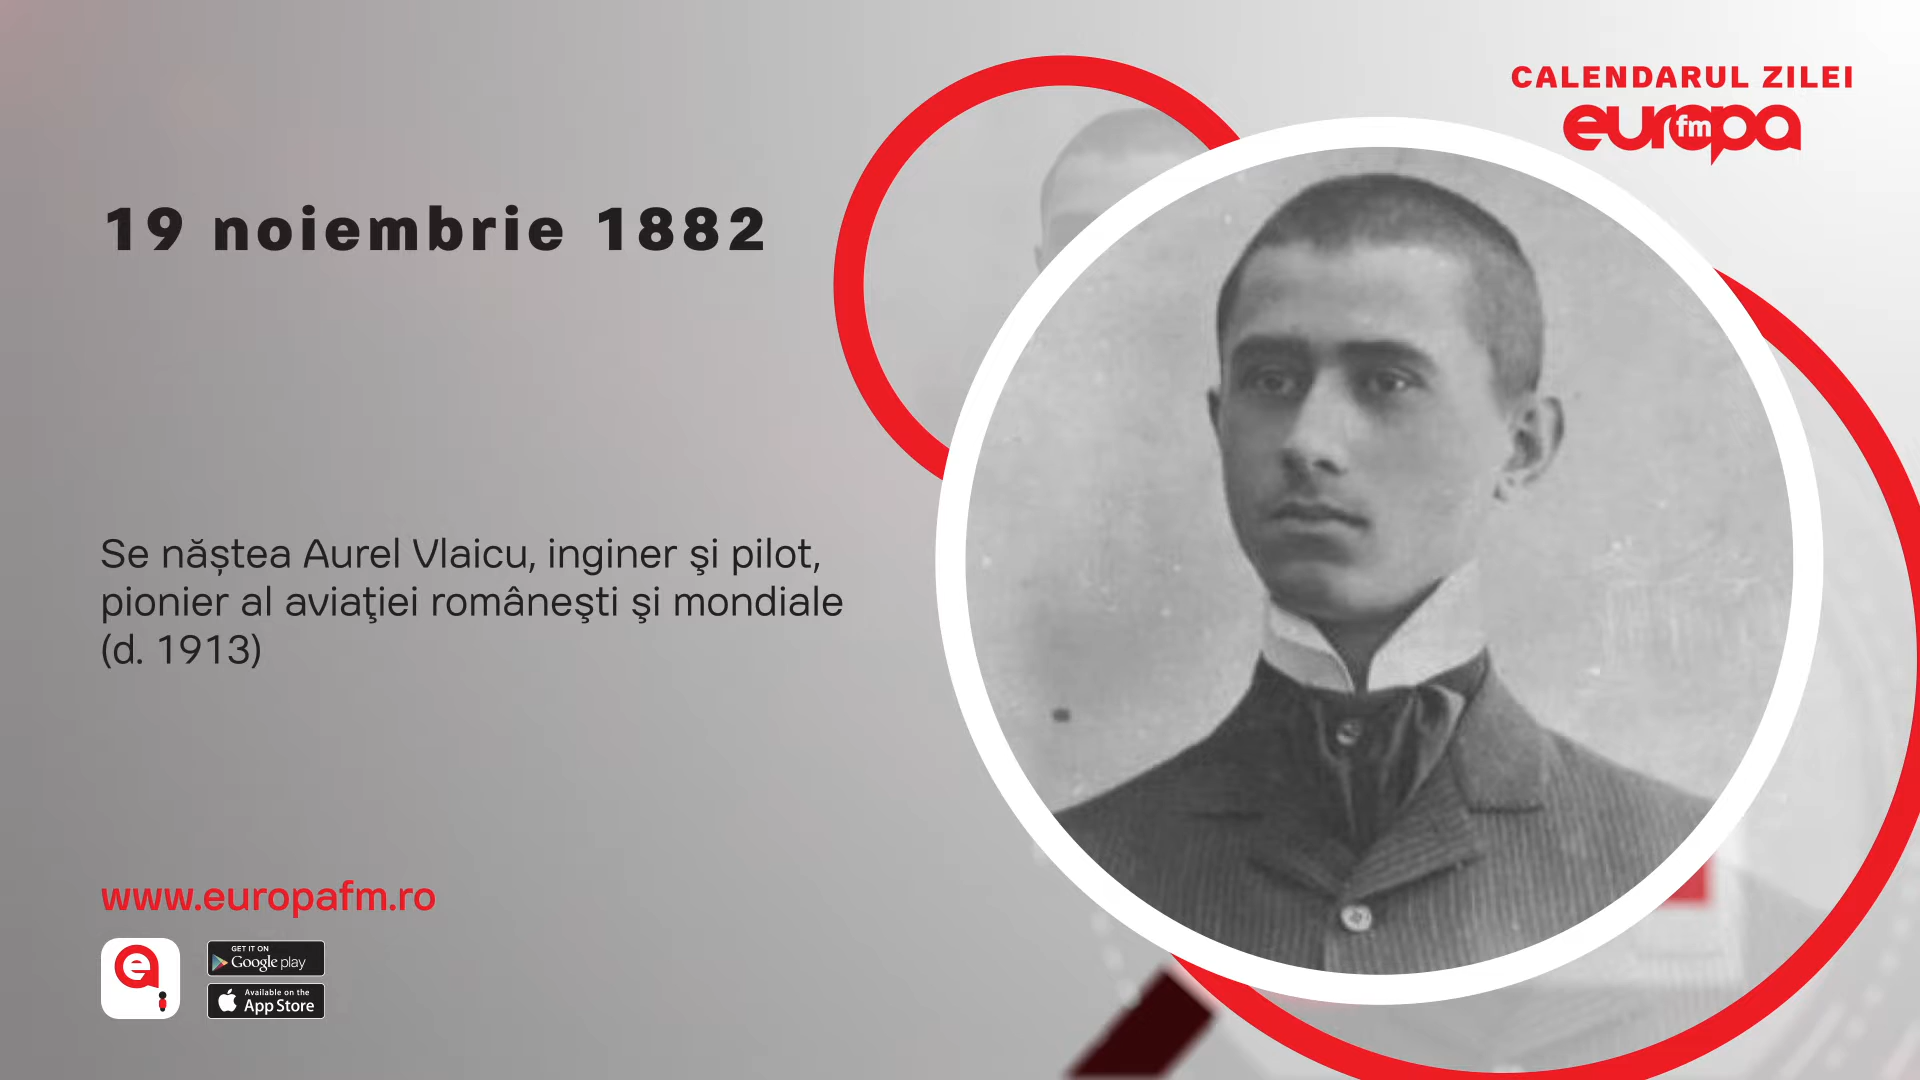 CALENDARUL ZILEI
europa fm
19 noiembrie 1882
Se năștea Aurel Vlaicu, inginer şi pilot,
pionier al aviaţiei româneşti şi mondiale
(d. 1913)
www.europafm.ro
e
GET IT ON
Google play
Available on the
App Store